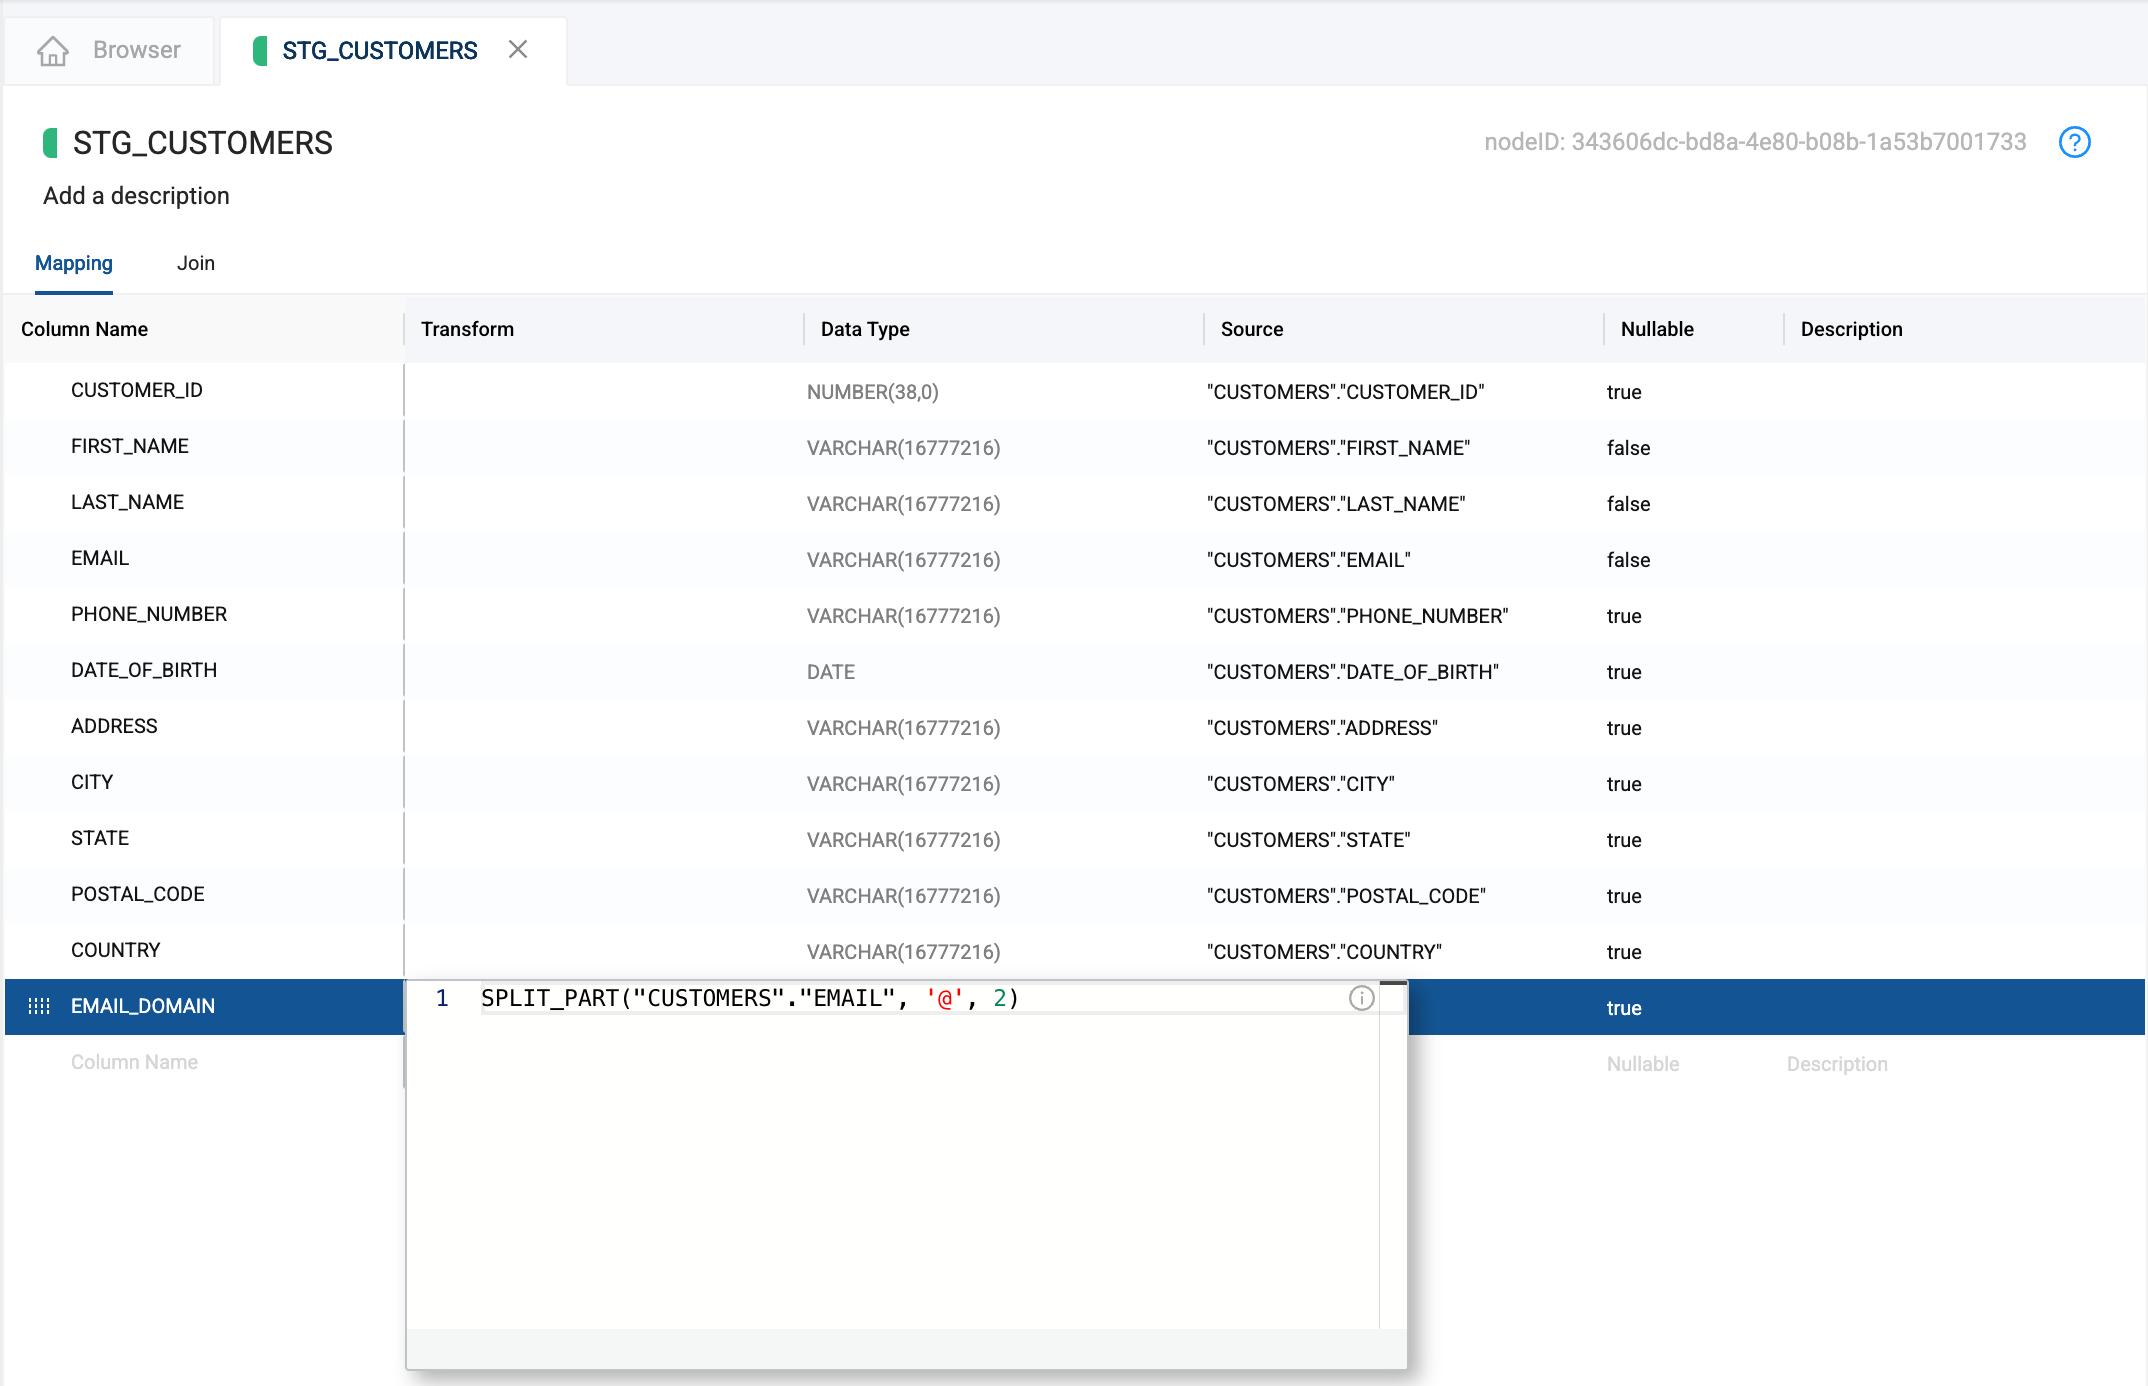 Browser STG_CUSTOMERS
STG_CUSTOMERS nodeID: 343606dc-bd8a-4e80-b08b-1a53b7001733 ?
Add a description
Mapping Join
Column Name Transform Data Type Source Nullable Description
CUSTOMER_ID NUMBER(38,0) "CUSTOMERS"."CUSTOMER_ID" true
FIRST_NAME VARCHAR(16777216) "CUSTOMERS"."FIRST_NAME" false
LAST_NAME VARCHAR(16777216) "CUSTOMERS"."LAST_NAME" false
EMAIL VARCHAR(16777216) "CUSTOMERS"."EMAIL" false
PHONE_NUMBER VARCHAR(16777216) "CUSTOMERS"."PHONE_NUMBER" true
DATE_OF_BIRTH DATE "CUSTOMERS"."DATE_OF_BIRTH" true
ADDRESS VARCHAR(16777216) "CUSTOMERS"."ADDRESS" true
CITY VARCHAR(16777216) "CUSTOMERS"."CITY" true
STATE VARCHAR(16777216) "CUSTOMERS"."STATE" true
POSTAL_CODE VARCHAR(16777216) "CUSTOMERS"."POSTAL_CODE" true
COUNTRY VARCHAR(16777216) "CUSTOMERS"."COUNTRY" true
EMAIL_DOMAIN 1 SPLIT_PART("CUSTOMERS"."EMAIL", '@', 2) true
Column Name Nullable Description